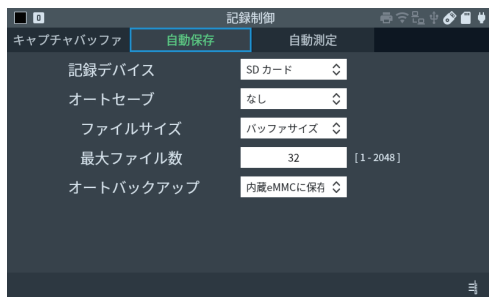 0 記録制御
キャプチャバッファ 自動保存 自動測定
記録デバイス SD カード
オートセーブ なし
ファイルサイズ バッファサイズ
最大ファイル数 32 [ 1 - 2048 ]
オートバックアップ 内蔵eMMCに保存